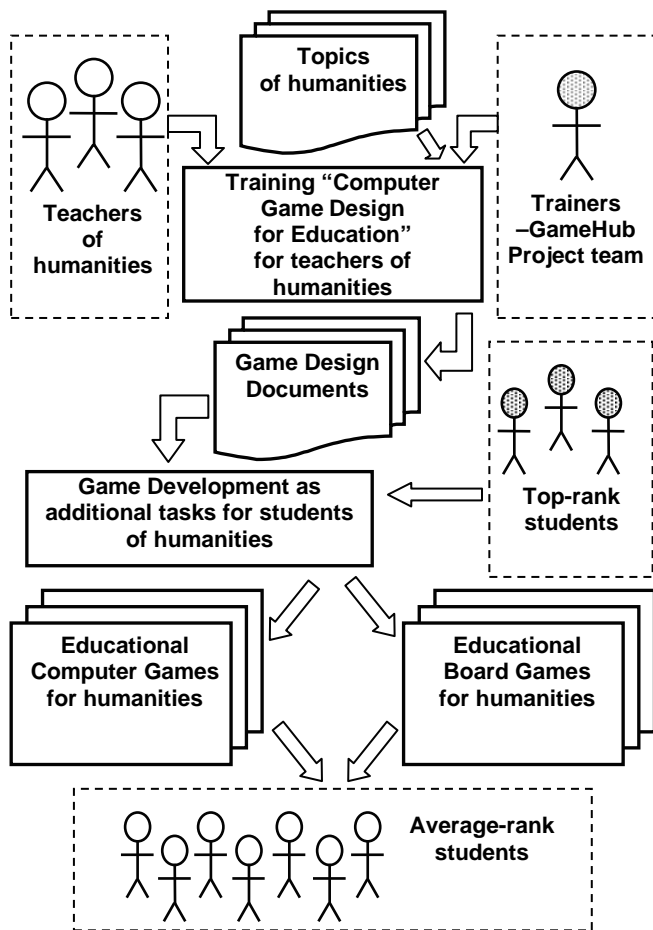 Topics
of humanities
Teachers
of
humanities
Training “Computer
Game Design
for Education”
for teachers of
humanities
Trainers
–GameHub
Project team
Game Design
Documents
Game Development as
additional tasks for students
of humanities
Top-rank
students
Educational
Computer Games
for humanities
Educational
Board Games
for humanities
Average-rank
students